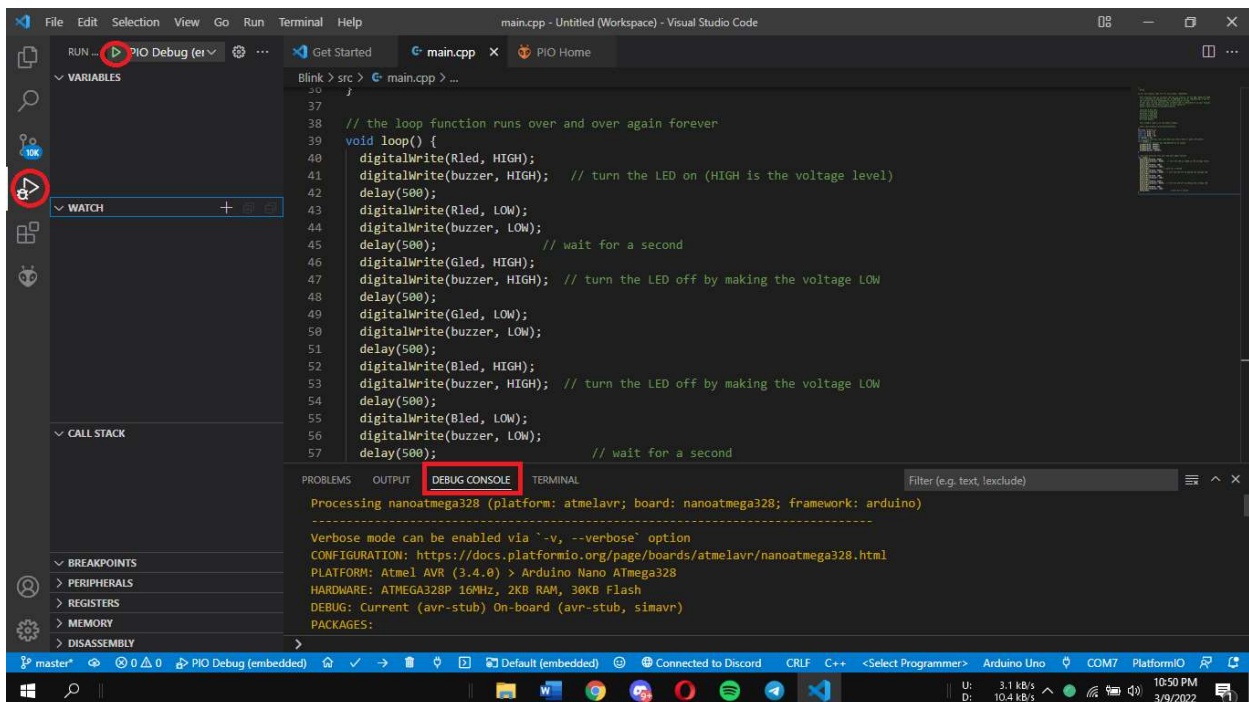 File Edit Selection View Go Run Terminal Help main.cpp - Untitled (Workspace) - Visual Studio Code
RUN ... PIO Debug (er Get Started main.cpp PIO Home
VARIABLES
Blink > src > main.cpp > ...
36 }
37
38 // the loop function runs over and over again forever
39 void loop() {
40 digitalWrite(Rled, HIGH);
41 digitalWrite(buzzer, HIGH); // turn the LED on (HIGH is the voltage level)
42 delay(500);
43 digitalWrite(Rled, LOW);
44 digitalWrite(buzzer, LOW);
45 delay(500); // wait for a second
46 digitalWrite(Gled, HIGH);
47 digitalWrite(buzzer, HIGH); // turn the LED off by making the voltage LOW
48 delay(500);
49 digitalWrite(Gled, LOW);
50 digitalWrite(buzzer, LOW);
51 delay(500);
52 digitalWrite(Bled, HIGH);
53 digitalWrite(buzzer, HIGH); // turn the LED off by making the voltage LOW
54 delay(500);
55 digitalWrite(Bled, LOW);
56 digitalWrite(buzzer, LOW);
57 delay(500); // wait for a second
10K
WATCH
CALL STACK
BREAKPOINTS
PERIPHERALS
REGISTERS
MEMORY
DISASSEMBLY
PROBLEMS OUTPUT DEBUG CONSOLE TERMINAL Filter (e.g. text, !exclude)
Processing nanoatmega328 (platform: atmelavr; board: nanoatmega328; framework: arduino)
--------------------------------------------------------------------------------
Verbose mode can be enabled via `-v, --verbose` option
CONFIGURATION: https://docs.platformio.org/page/boards/atmelavr/nanoatmega328.html
PLATFORM: Atmel AVR (3.4.0) > Arduino Nano ATmega328
HARDWARE: ATMEGA328P 16MHz, 2KB RAM, 30KB Flash
DEBUG: Current (avr-stub) On-board (avr-stub, simavr)
PACKAGES:
>
master* 0 0 PIO Debug (embedded) Default (embedded) Connected to Discord CRLF C++ <Select Programmer> Arduino Uno COM7 PlatformIO
U: 3.1 kB/s 10:50 PM
D: 10.4 kB/s 3/9/2022